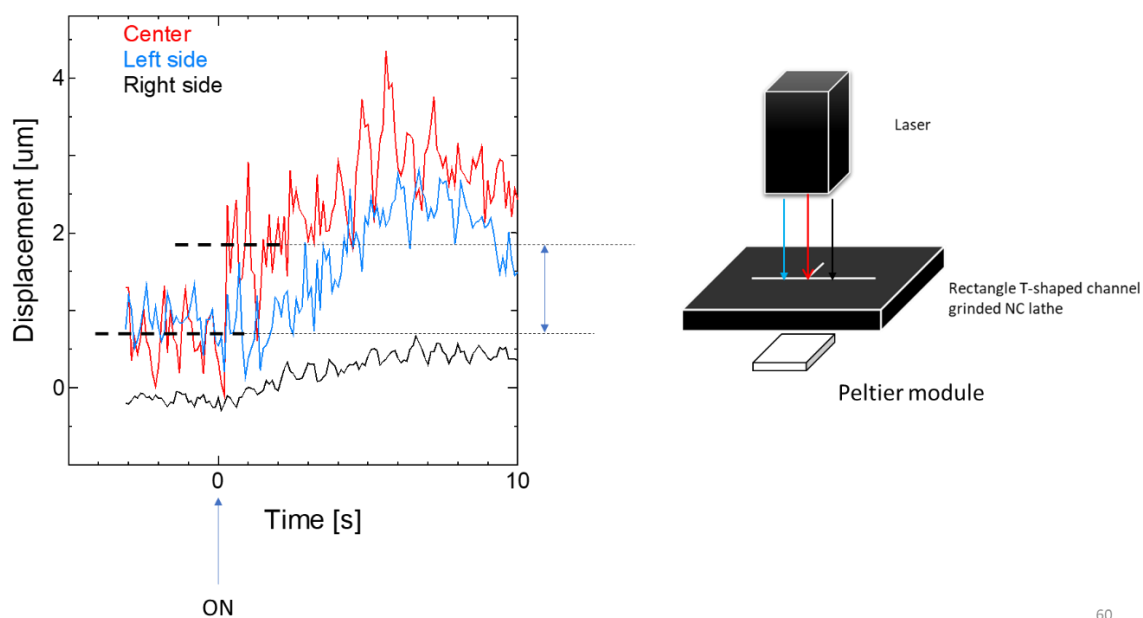 Center
Left side
Right side
4
2
0
Displacement [um]
0
10
Time [s]
ON
Laser
Rectangle T-shaped channel
grinded NC lathe
Peltier module
60